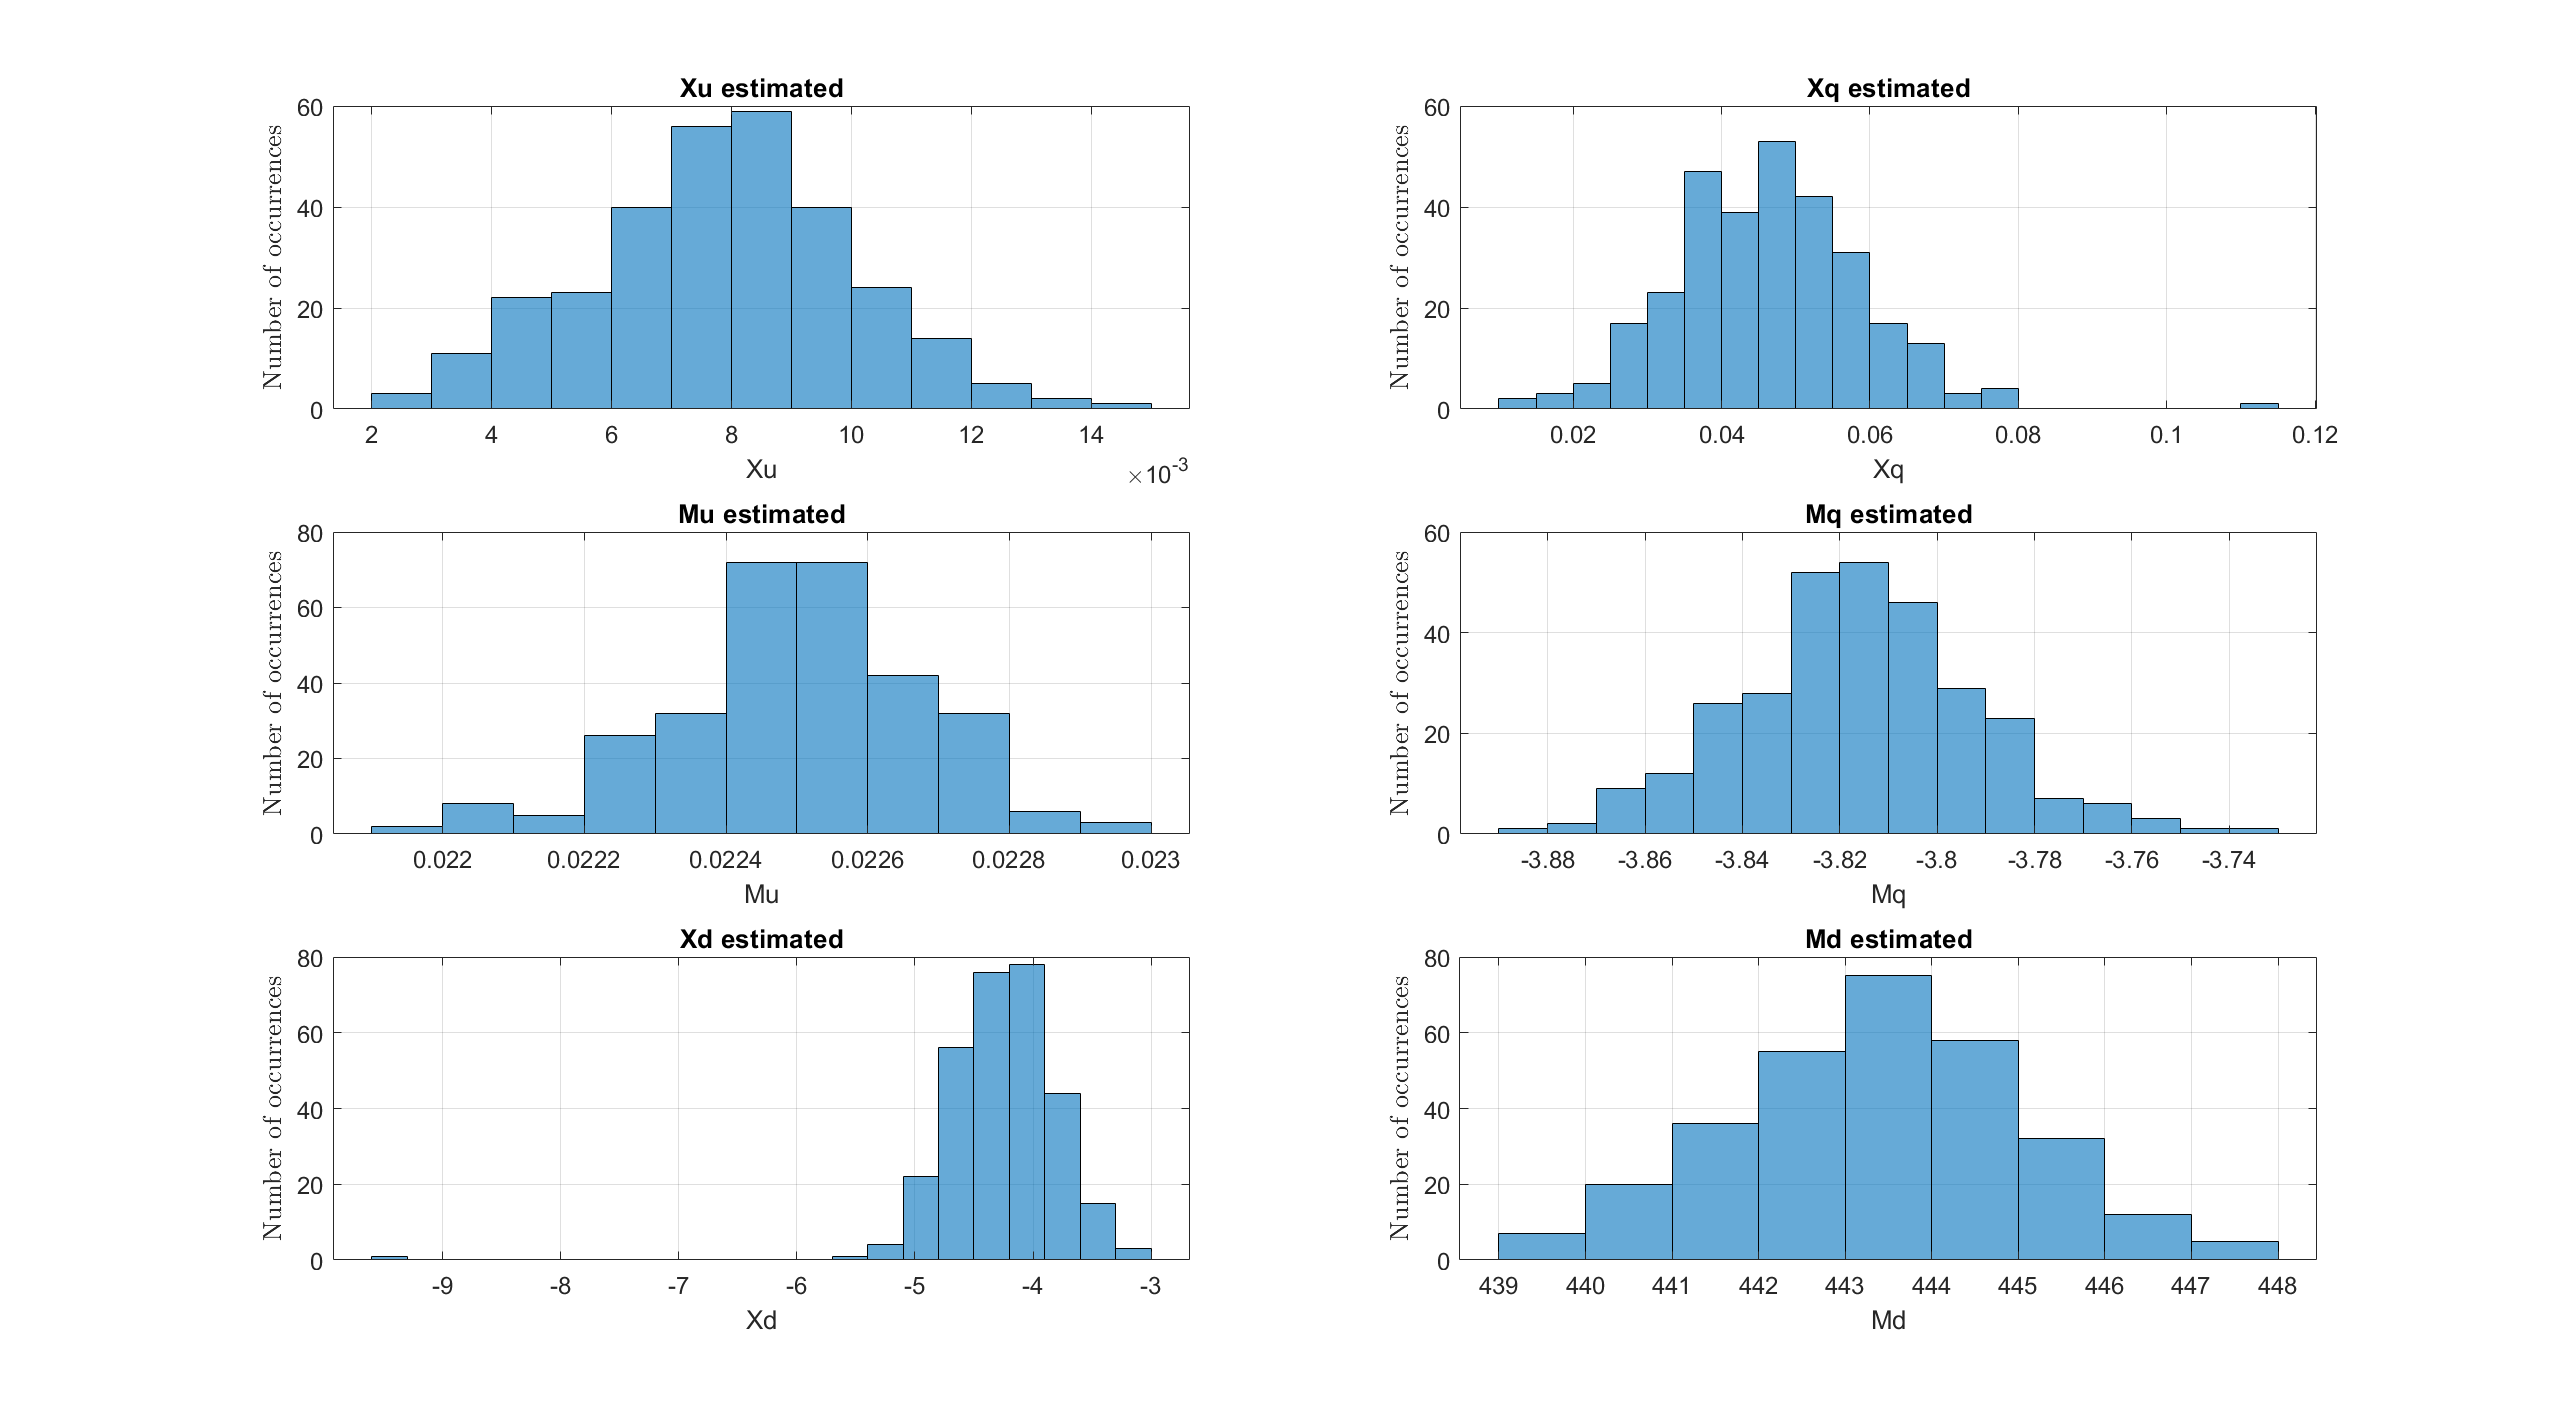 Xu estimated
Number of occurrences
60
40
20
0
2 4 6 8 10 12 14
Xu
×10-3
Xq estimated
Number of occurrences
60
40
20
0
0.02 0.04 0.06 0.08 0.1 0.12
Xq
Mu estimated
Number of occurrences
80
60
40
20
0
0.022 0.0222 0.0224 0.0226 0.0228 0.023
Mu
Mq estimated
Number of occurrences
60
40
20
0
-3.88 -3.86 -3.84 -3.82 -3.8 -3.78 -3.76 -3.74
Mq
Xd estimated
Number of occurrences
80
60
40
20
0
-9 -8 -7 -6 -5 -4 -3
Xd
Md estimated
Number of occurrences
80
60
40
20
0
439 440 441 442 443 444 445 446 447 448
Md